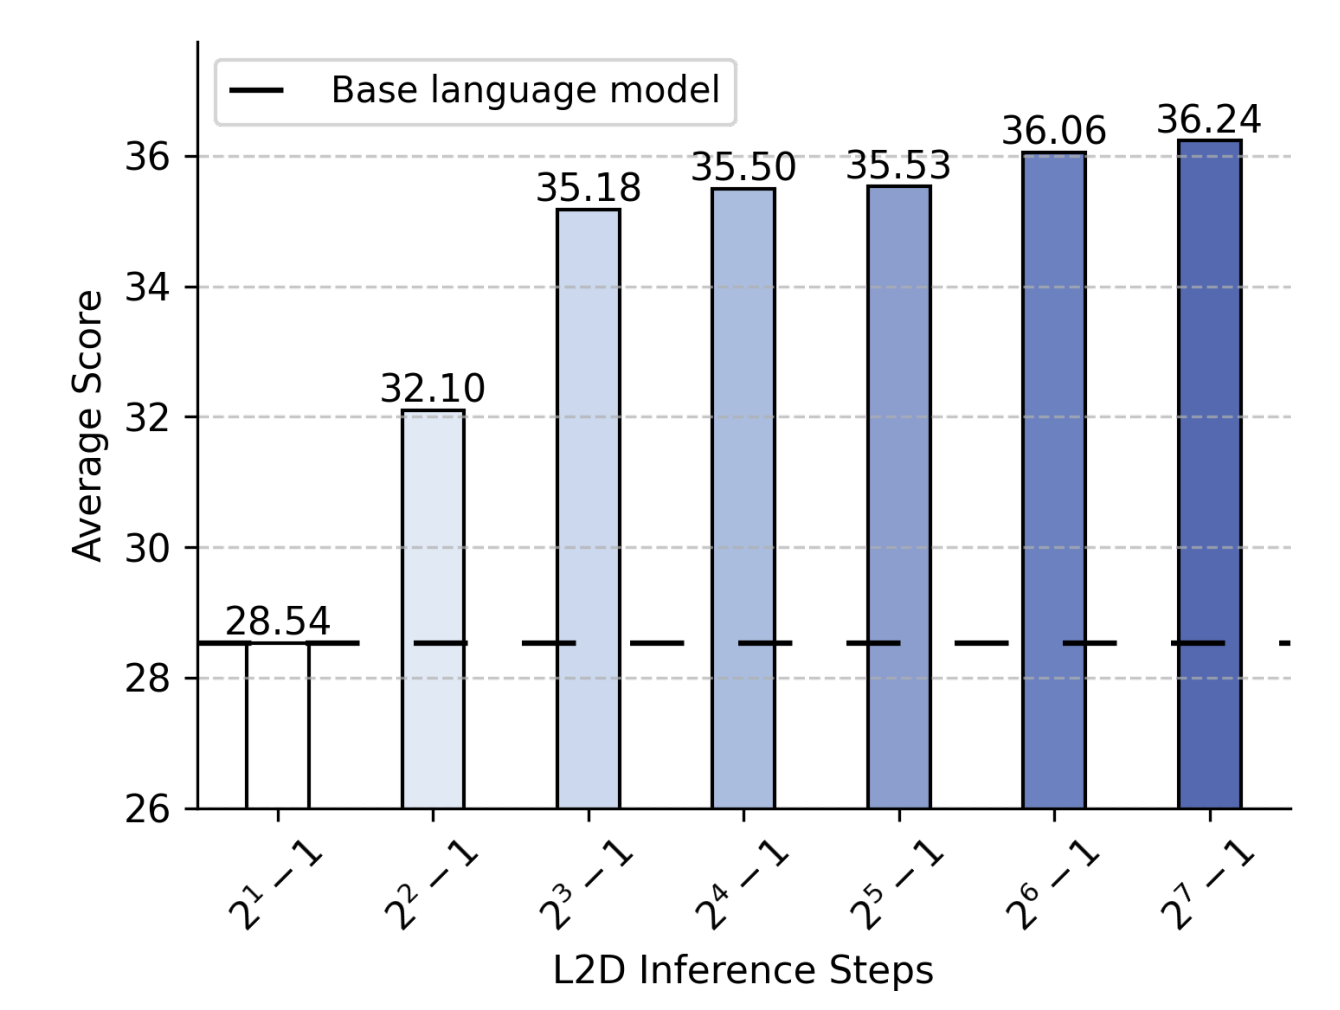 Base language model
36.24
36.06
35.53
35.50
35.18
32.10
28.54
36
34
32
30
28
26
Average Score
2¹ − 1
2² − 1
2³ − 1
2⁴ − 1
2⁵ − 1
2⁶ − 1
2⁷ − 1
L2D Inference Steps